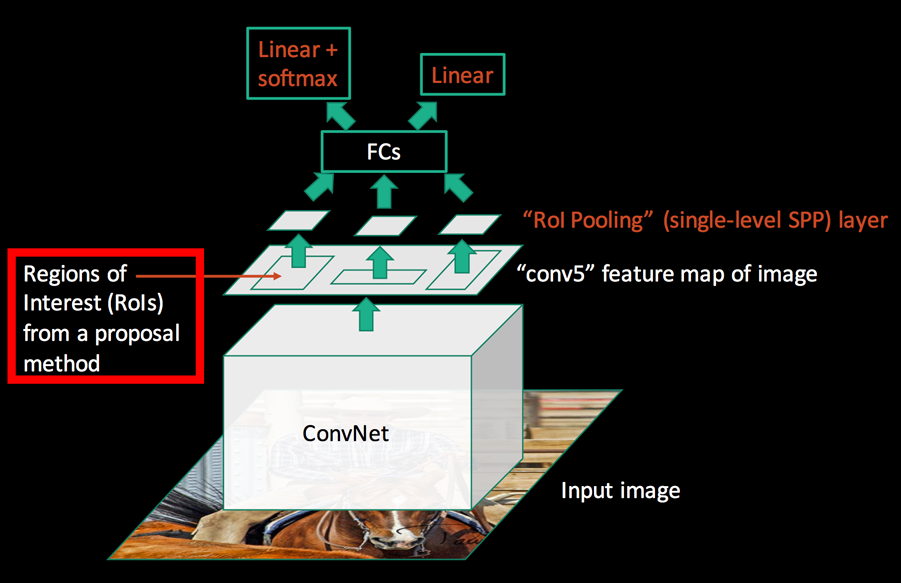 Linear +
softmax
Linear
FCs
“RoI Pooling” (single-level SPP) layer
Regions of
Interest (RoIs)
from a proposal
method
“conv5” feature map of image
ConvNet
Input image